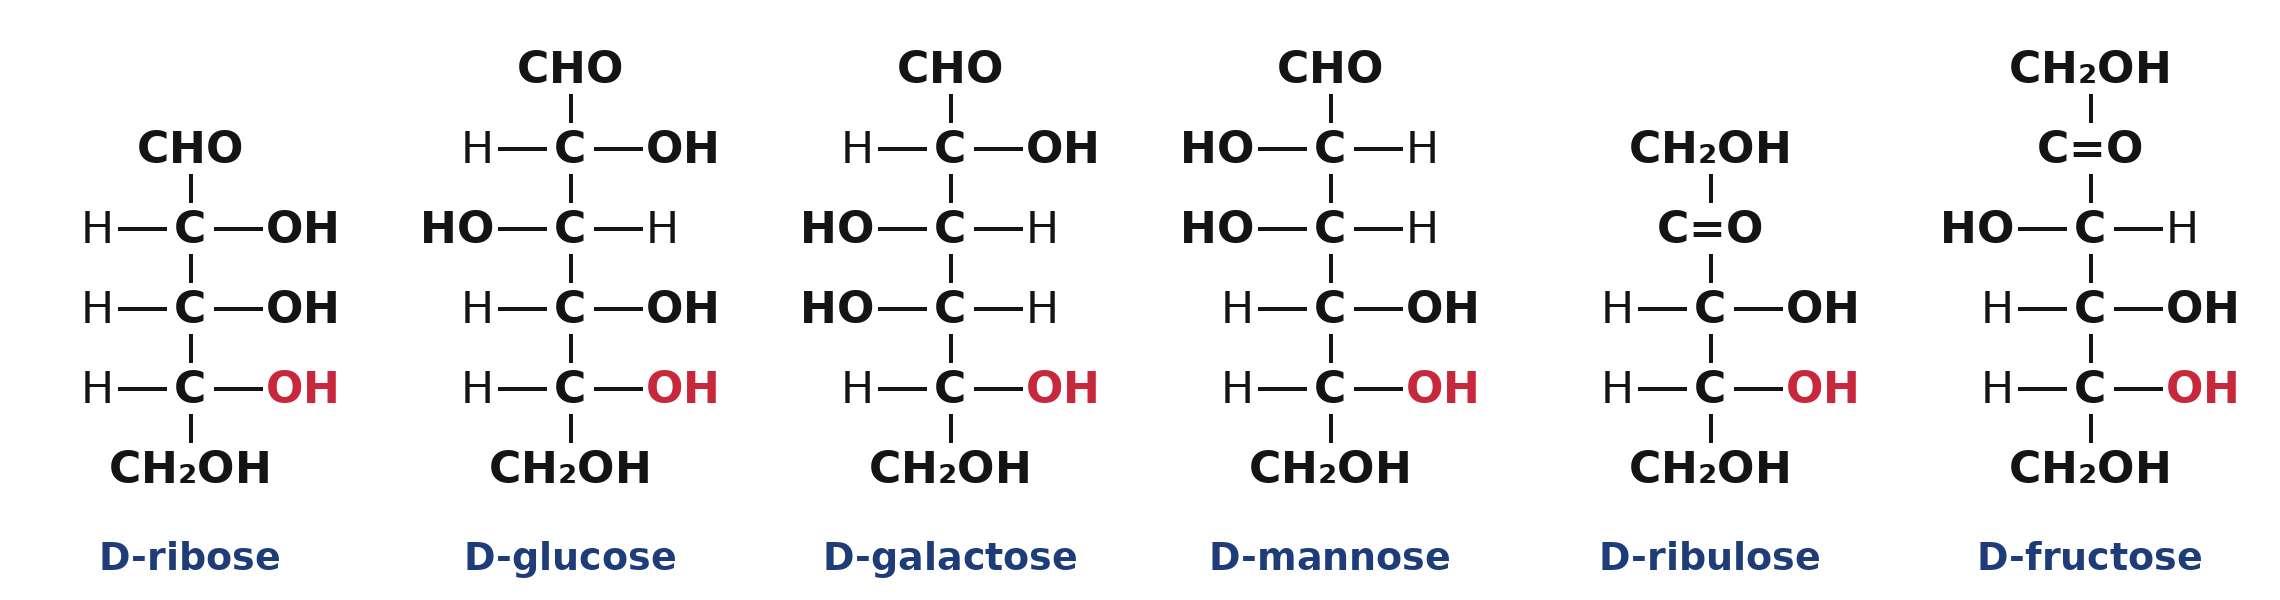 CHO CHO CHO CH₂OH
CHO H C OH H C OH HO C H CH₂OH C=O
H C OH HO C H HO C H HO C H C=O HO C H
H C OH H C OH HO C H H C OH H C OH H C OH
H C OH H C OH H C OH H C OH H C OH H C OH
CH₂OH CH₂OH CH₂OH CH₂OH CH₂OH CH₂OH
D-ribose D-glucose D-galactose D-mannose D-ribulose D-fructose